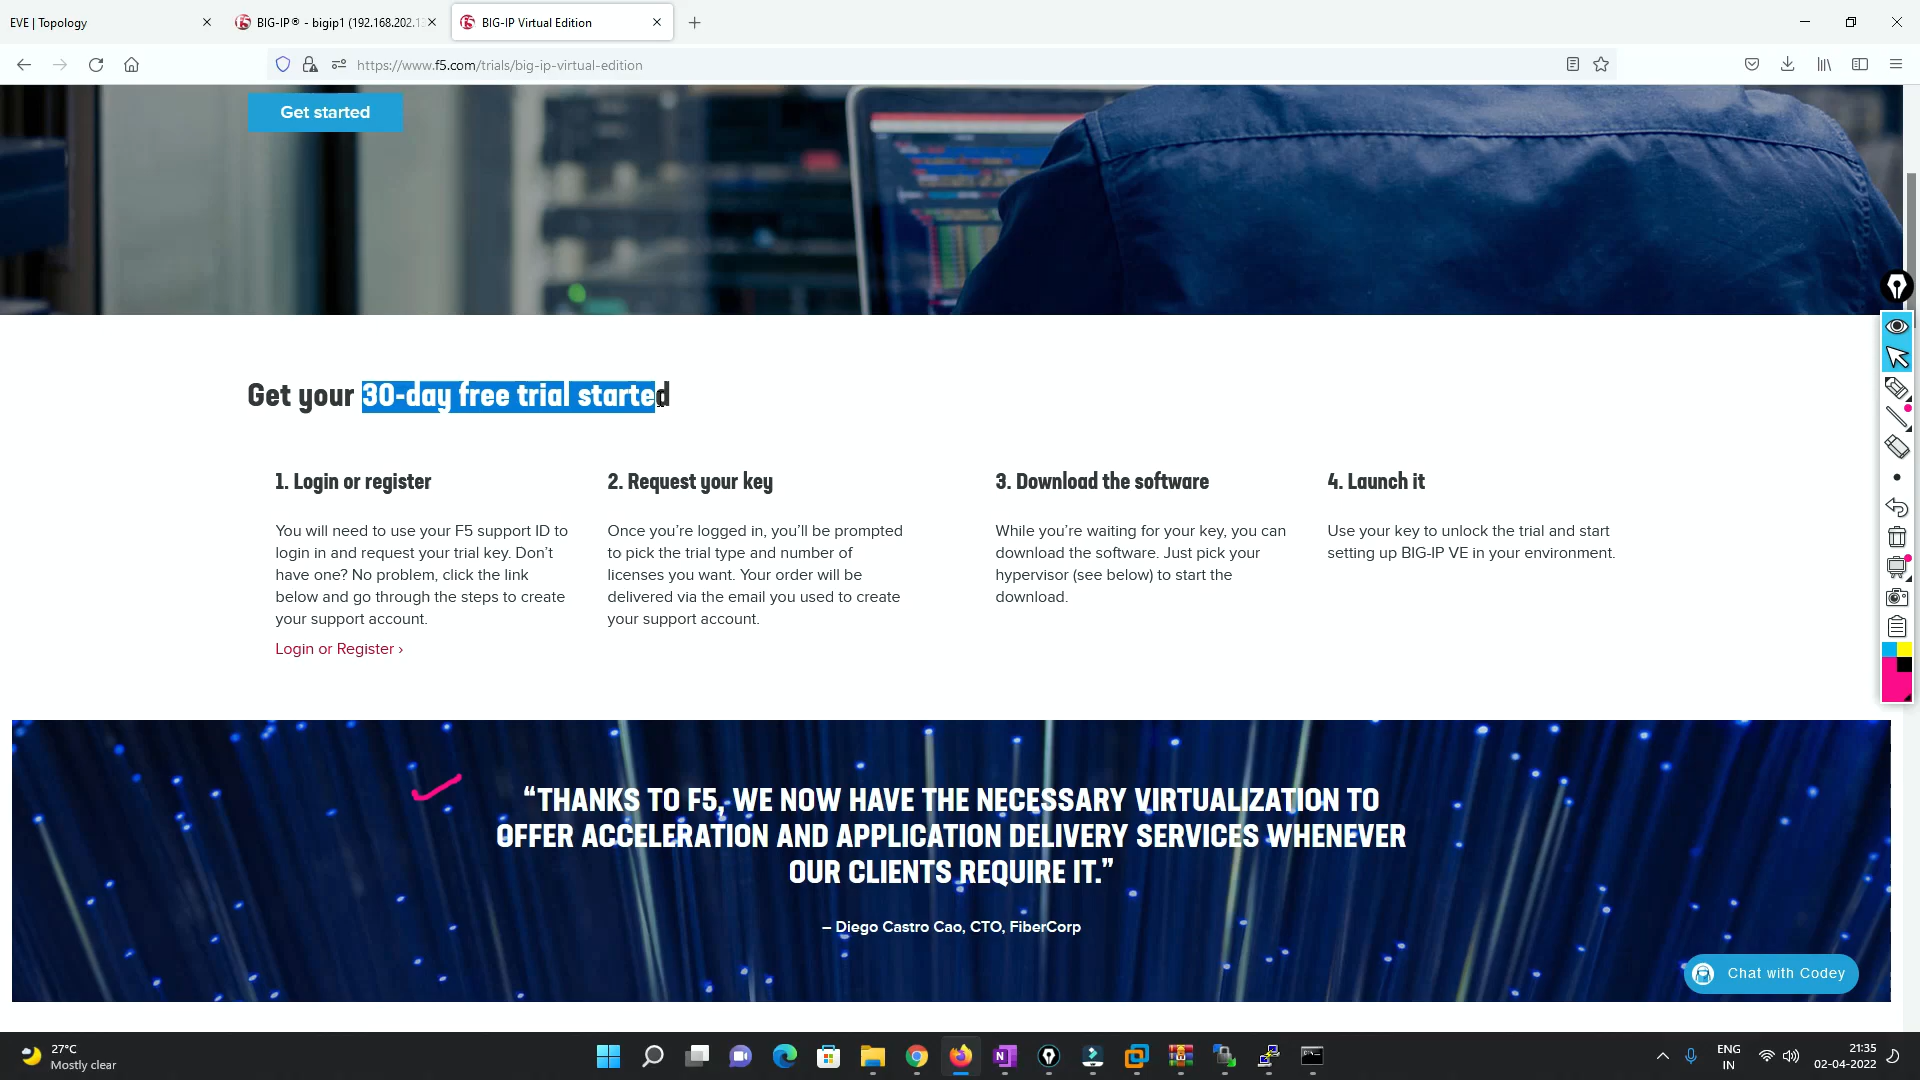 EVE | Topology
BIG-IP® - bigip1 (192.168.202.1
BIG-IP Virtual Edition
https://www.f5.com/trials/big-ip-virtual-edition
Get started
Get your 30-day free trial started
1. Login or register
You will need to use your F5 support ID to
login in and request your trial key. Don't
have one? No problem, click the link
below and go through the steps to create
your support account.
Login or Register ›
2. Request your key
Once you're logged in, you'll be prompted
to pick the trial type and number of
licenses you want. Your order will be
delivered via the email you used to create
your support account.
3. Download the software
While you're waiting for your key, you can
download the software. Just pick your
hypervisor (see below) to start the
download.
4. Launch it
Use your key to unlock the trial and start
setting up BIG-IP VE in your environment.
“THANKS TO F5, WE NOW HAVE THE NECESSARY VIRTUALIZATION TO
OFFER ACCELERATION AND APPLICATION DELIVERY SERVICES WHENEVER
OUR CLIENTS REQUIRE IT.”
– Diego Castro Cao, CTO, FiberCorp
Chat with Codey
27°C
Mostly clear
ENG
IN
21:35
02-04-2022